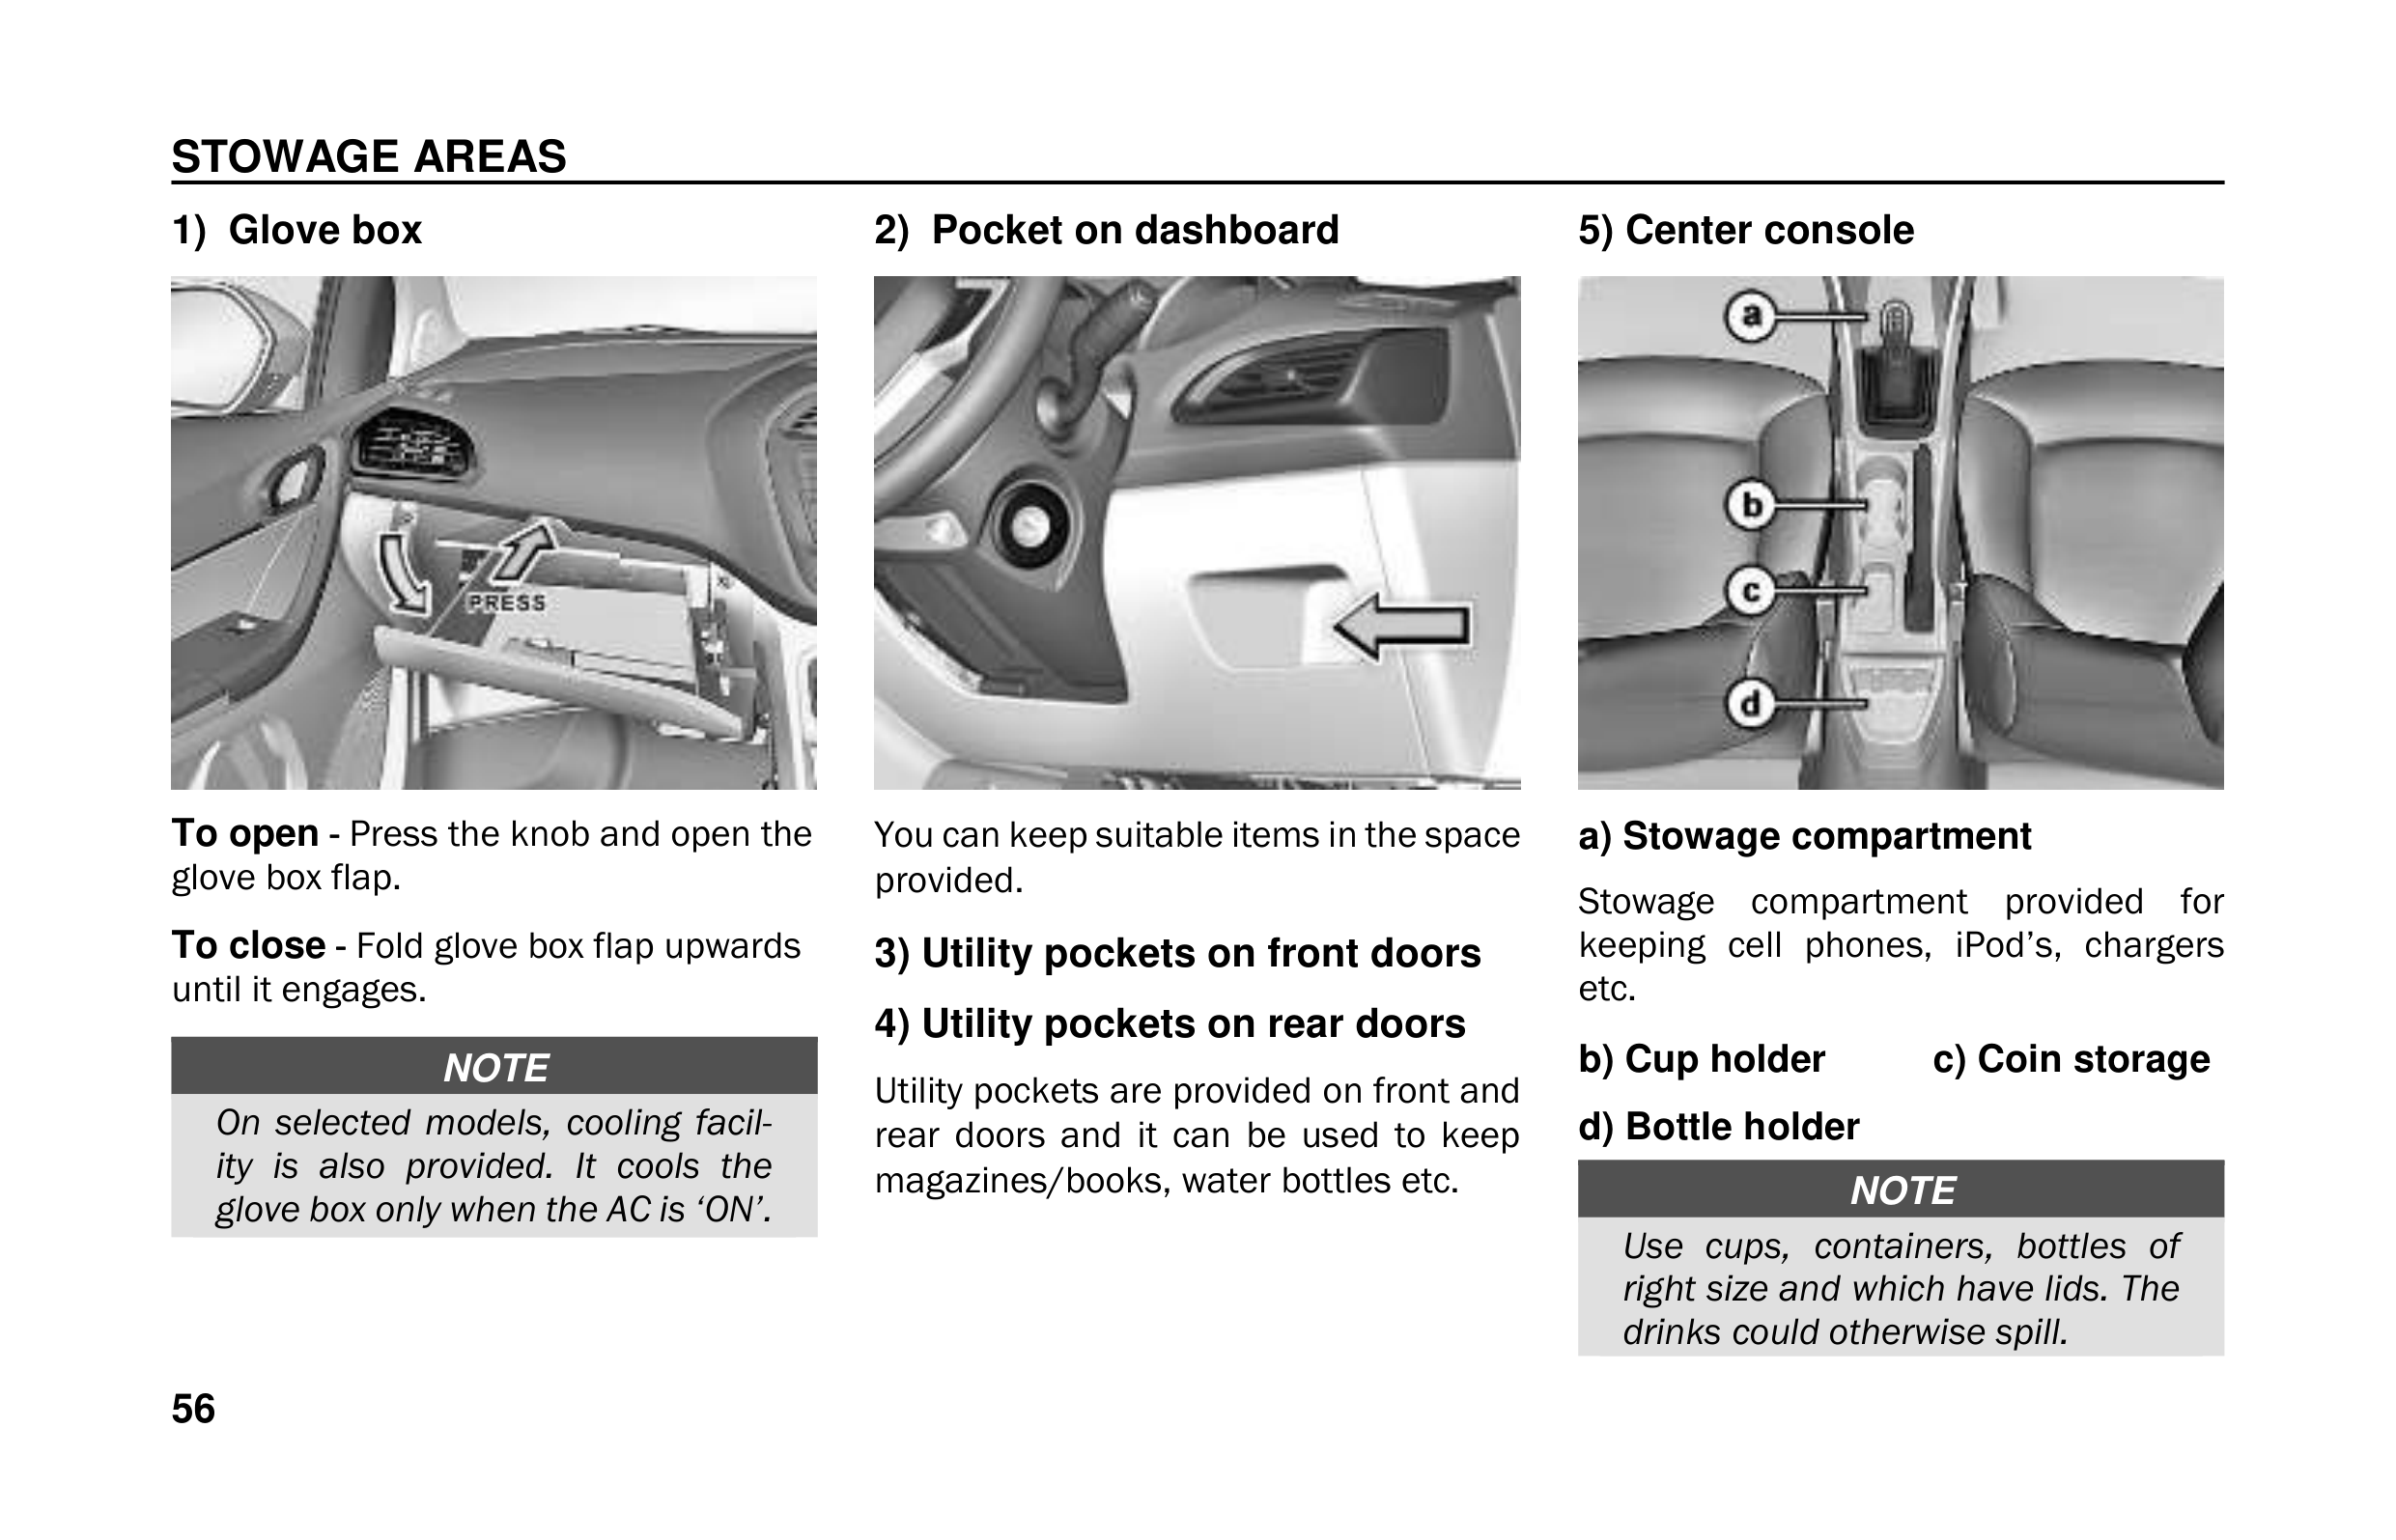 STOWAGE AREAS
1)  Glove box
PRESS
To open - Press the knob and open the
glove box flap.
To close - Fold glove box flap upwards
until it engages.
NOTE
On selected models, cooling facil-
ity is also provided. It cools the
glove box only when the AC is ‘ON’.
2)  Pocket on dashboard
You can keep suitable items in the space
provided.
3) Utility pockets on front doors
4) Utility pockets on rear doors
Utility pockets are provided on front and
rear doors and it can be used to keep
magazines/books, water bottles etc.
5) Center console
a
b
c
d
a) Stowage compartment
Stowage compartment provided for
keeping cell phones, iPod’s, chargers
etc.
b) Cup holder c) Coin storage
d) Bottle holder
NOTE
Use cups, containers, bottles of
right size and which have lids. The
drinks could otherwise spill.
56